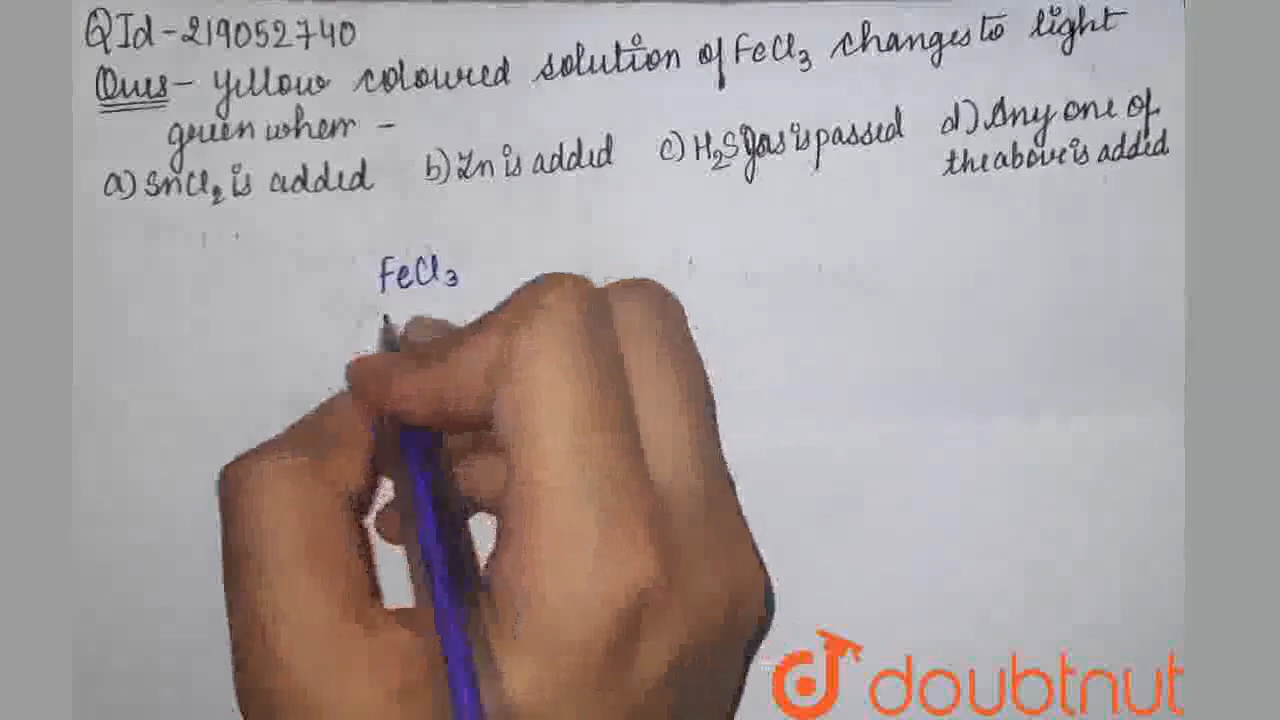 QId-219052740
Ques- Yellow coloured solution of FeCl3 changes to light
green when -
a) SnCl2 is added b) Zn is added c) H2S gas is passed d) Any one of
the above is added
FeCl3
doubtnut